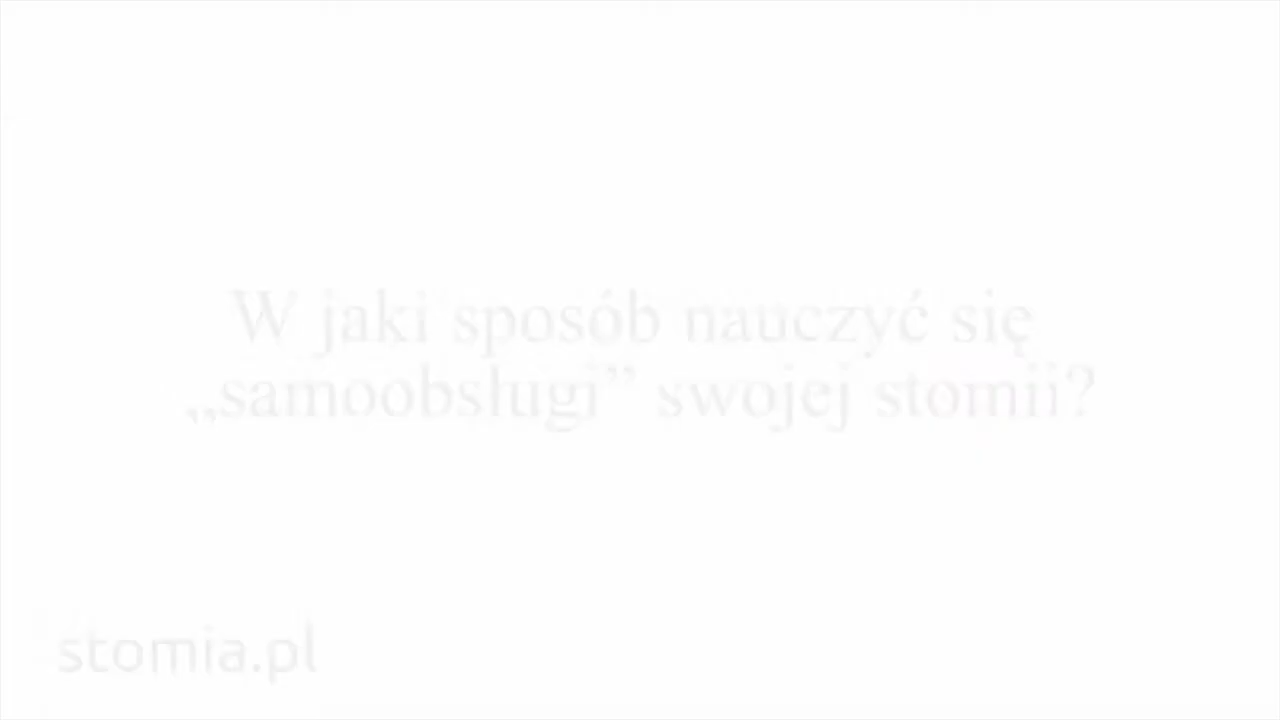 W jaki sposób nauczyć się
„samoobsługi” swojej stomii?
stomia.pl